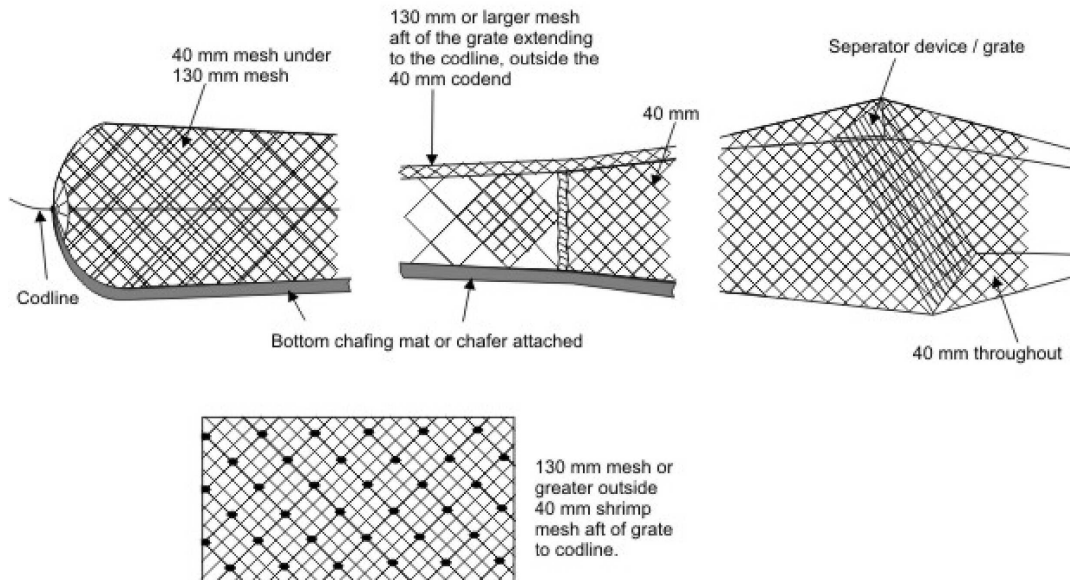 40 mm mesh under
130 mm mesh
130 mm or larger mesh
aft of the grate extending
to the codline, outside the
40 mm codend
40 mm
Seperator device / grate
Codline
Bottom chafing mat or chafer attached
40 mm throughout
130 mm mesh or
greater outside
40 mm shrimp
mesh aft of grate
to codline.